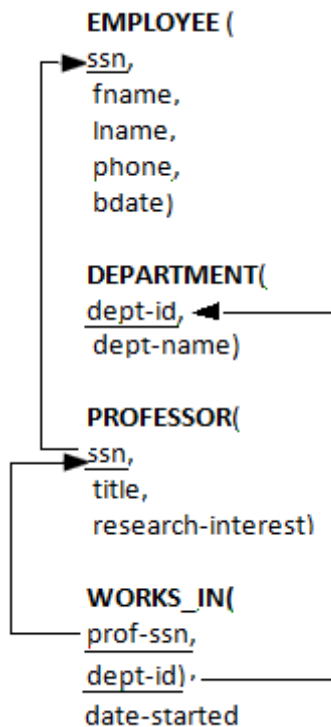 EMPLOYEE (
ssn,
fname,
lname,
phone,
bdate)
DEPARTMENT(
dept-id,
dept-name)
PROFESSOR(
ssn,
title,
research-interest)
WORKS_IN(
prof-ssn,
dept-id),
date-started